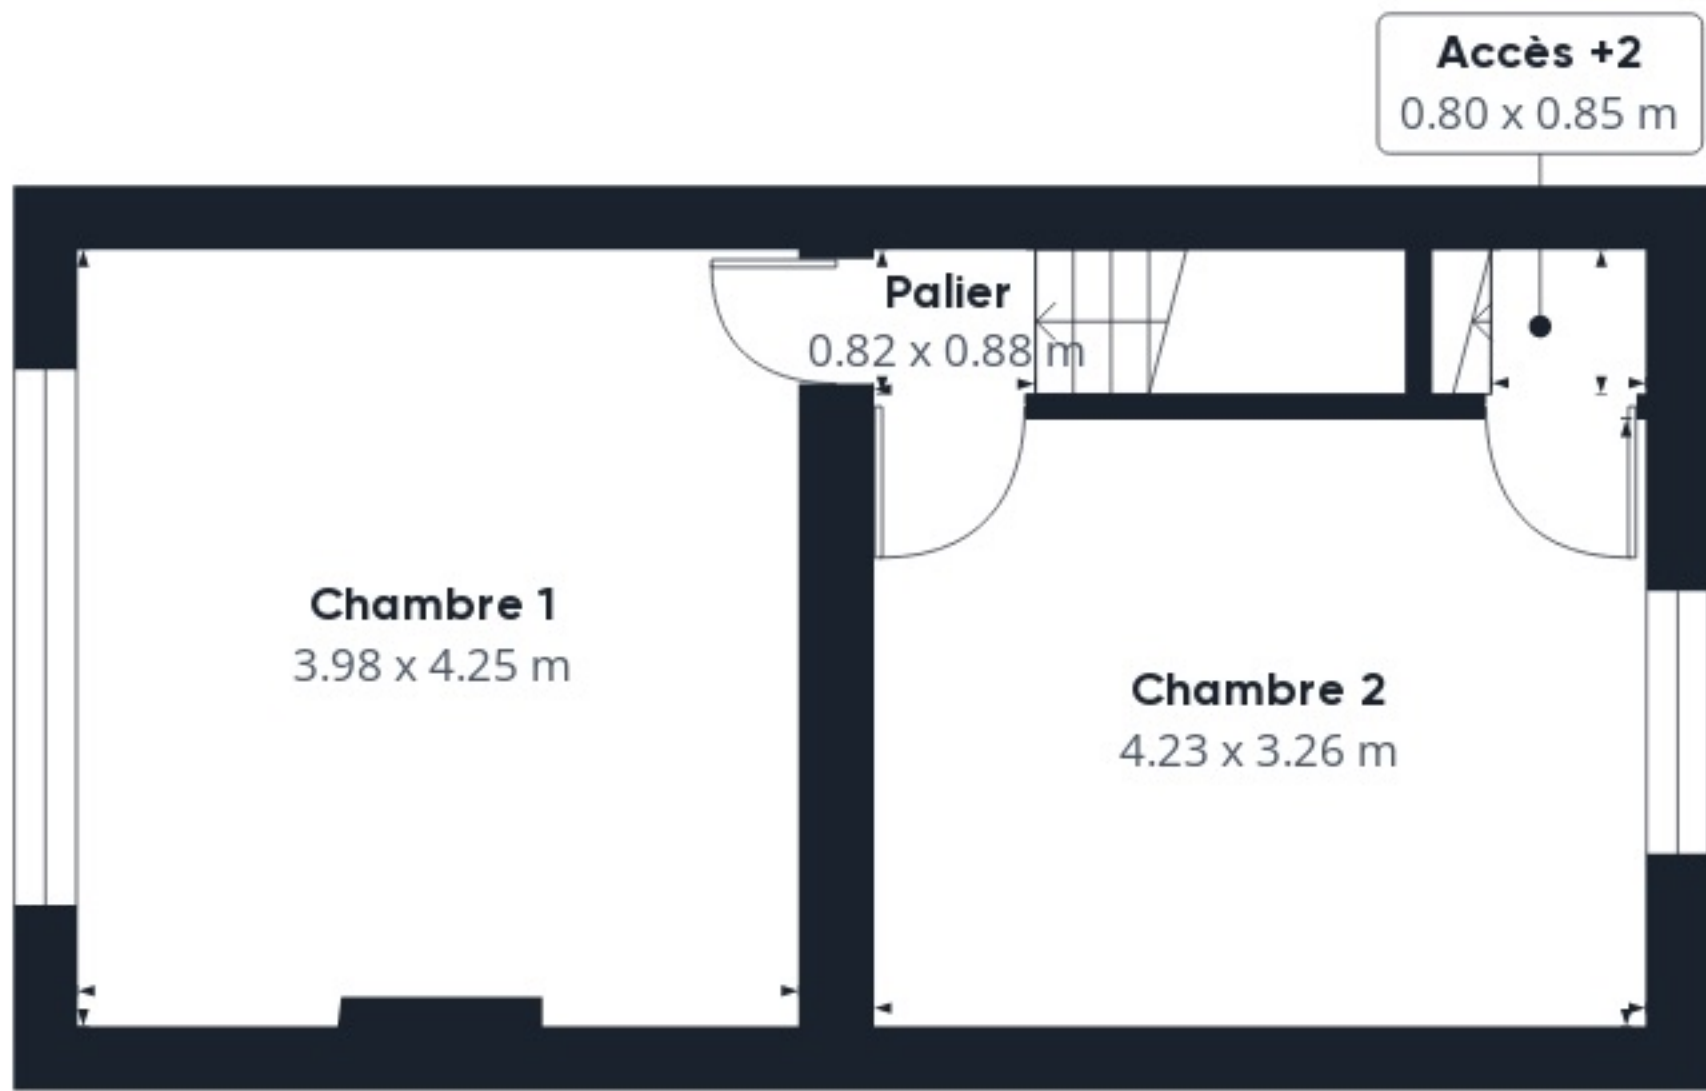 Accès +2
0.80 x 0.85 m
Palier
0.82 x 0.88 m
Chambre 1
3.98 x 4.25 m
Chambre 2
4.23 x 3.26 m